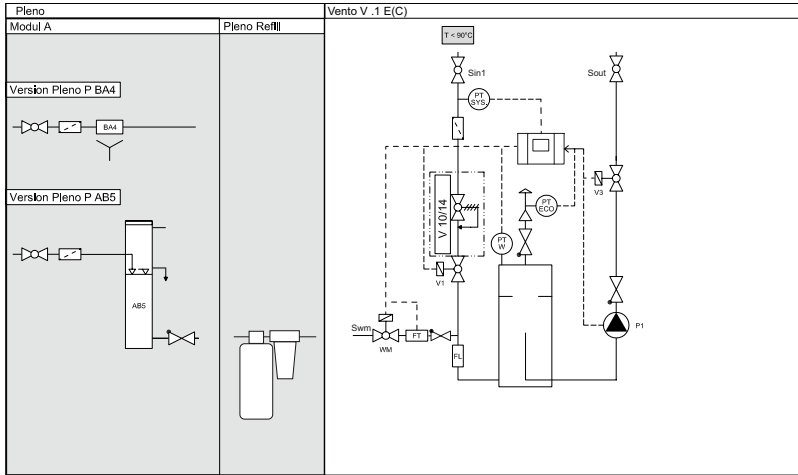 Pleno
Vento V .1 E(C)
Modul A
Pleno Refill
T < 90°C
Sin1
Sout
PT
SYS.
Version Pleno P BA4
BA4
V 10/14
PT
ECO
V3
Version Pleno P AB5
PT
W
V1
AB5
Swm
FT
WM
FL
P1